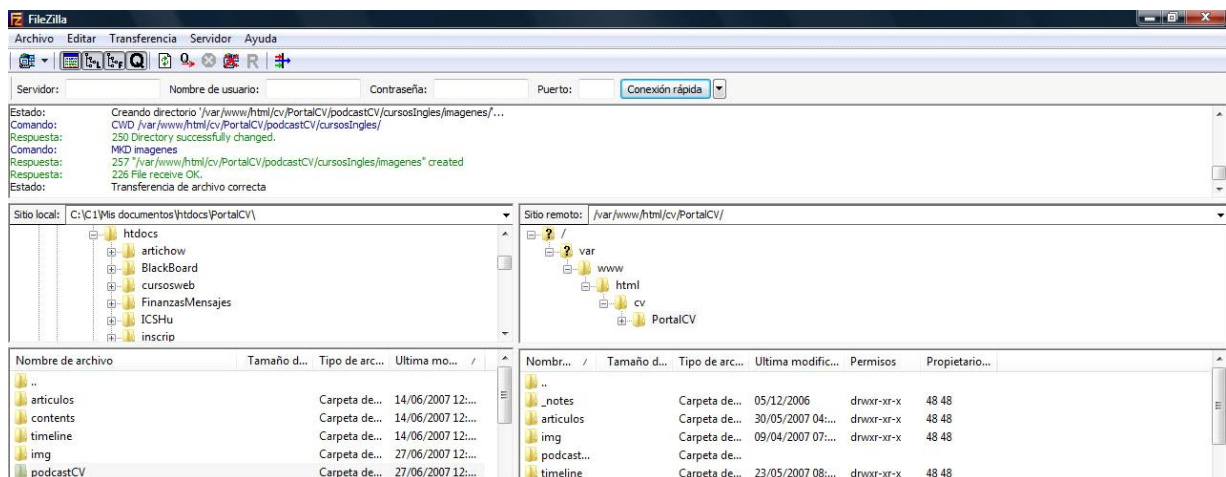 FileZilla
Archivo Editar Transferencia Servidor Ayuda
Servidor: Nombre de usuario: Contraseña: Puerto: Conexión rápida
Estado: Creando directorio '/var/www/html/cv/PortalCV/podcastCV/cursosIngles/imagenes/'...
Comando: CWD /var/www/html/cv/PortalCV/podcastCV/cursosIngles/
Respuesta: 250 Directory successfully changed.
Comando: MKD imagenes
Respuesta: 257 "/var/www/html/cv/PortalCV/podcastCV/cursosIngles/imagenes" created
Respuesta: 226 File receive OK.
Estado: Transferencia de archivo correcta
Sitio local: C:\C1\Mis documentos\htdocs\PortalCV\
htdocs
artichow
BlackBoard
cursosweb
FinanzasMensajes
ICSHu
inscrip
Sitio remoto: /var/www/html/cv/PortalCV/
/
var
www
html
cv
PortalCV
Nombre de archivo Tamaño d... Tipo de arc... Ultima mo...
..
articulos Carpeta de... 14/06/2007 12:...
contents Carpeta de... 14/06/2007 12:...
timeline Carpeta de... 14/06/2007 12:...
img Carpeta de... 27/06/2007 12:...
podcastCV Carpeta de... 27/06/2007 12:...
Nombr... Tamaño d... Tipo de arc... Ultima modific... Permisos Propietario...
..
_notes Carpeta de... 05/12/2006 drwxr-xr-x 48 48
articulos Carpeta de... 30/05/2007 04:... drwxr-xr-x 48 48
img Carpeta de... 09/04/2007 07:... drwxr-xr-x 48 48
podcast... Carpeta de...
timeline Carpeta de... 23/05/2007 08:... drwxr-xr-x 48 48